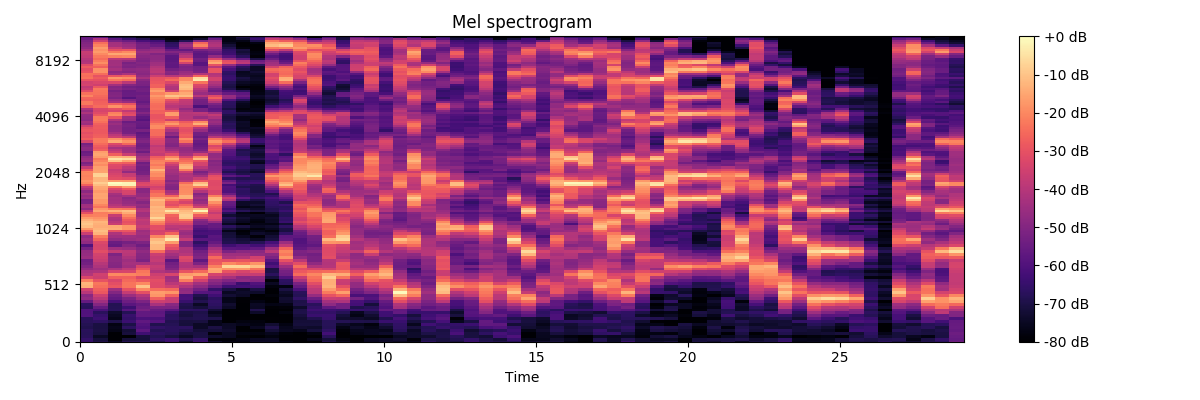 Mel spectrogram
Hz
8192
4096
2048
1024
512
0
0 5 10 15 20 25
Time
+0 dB
-10 dB
-20 dB
-30 dB
-40 dB
-50 dB
-60 dB
-70 dB
-80 dB